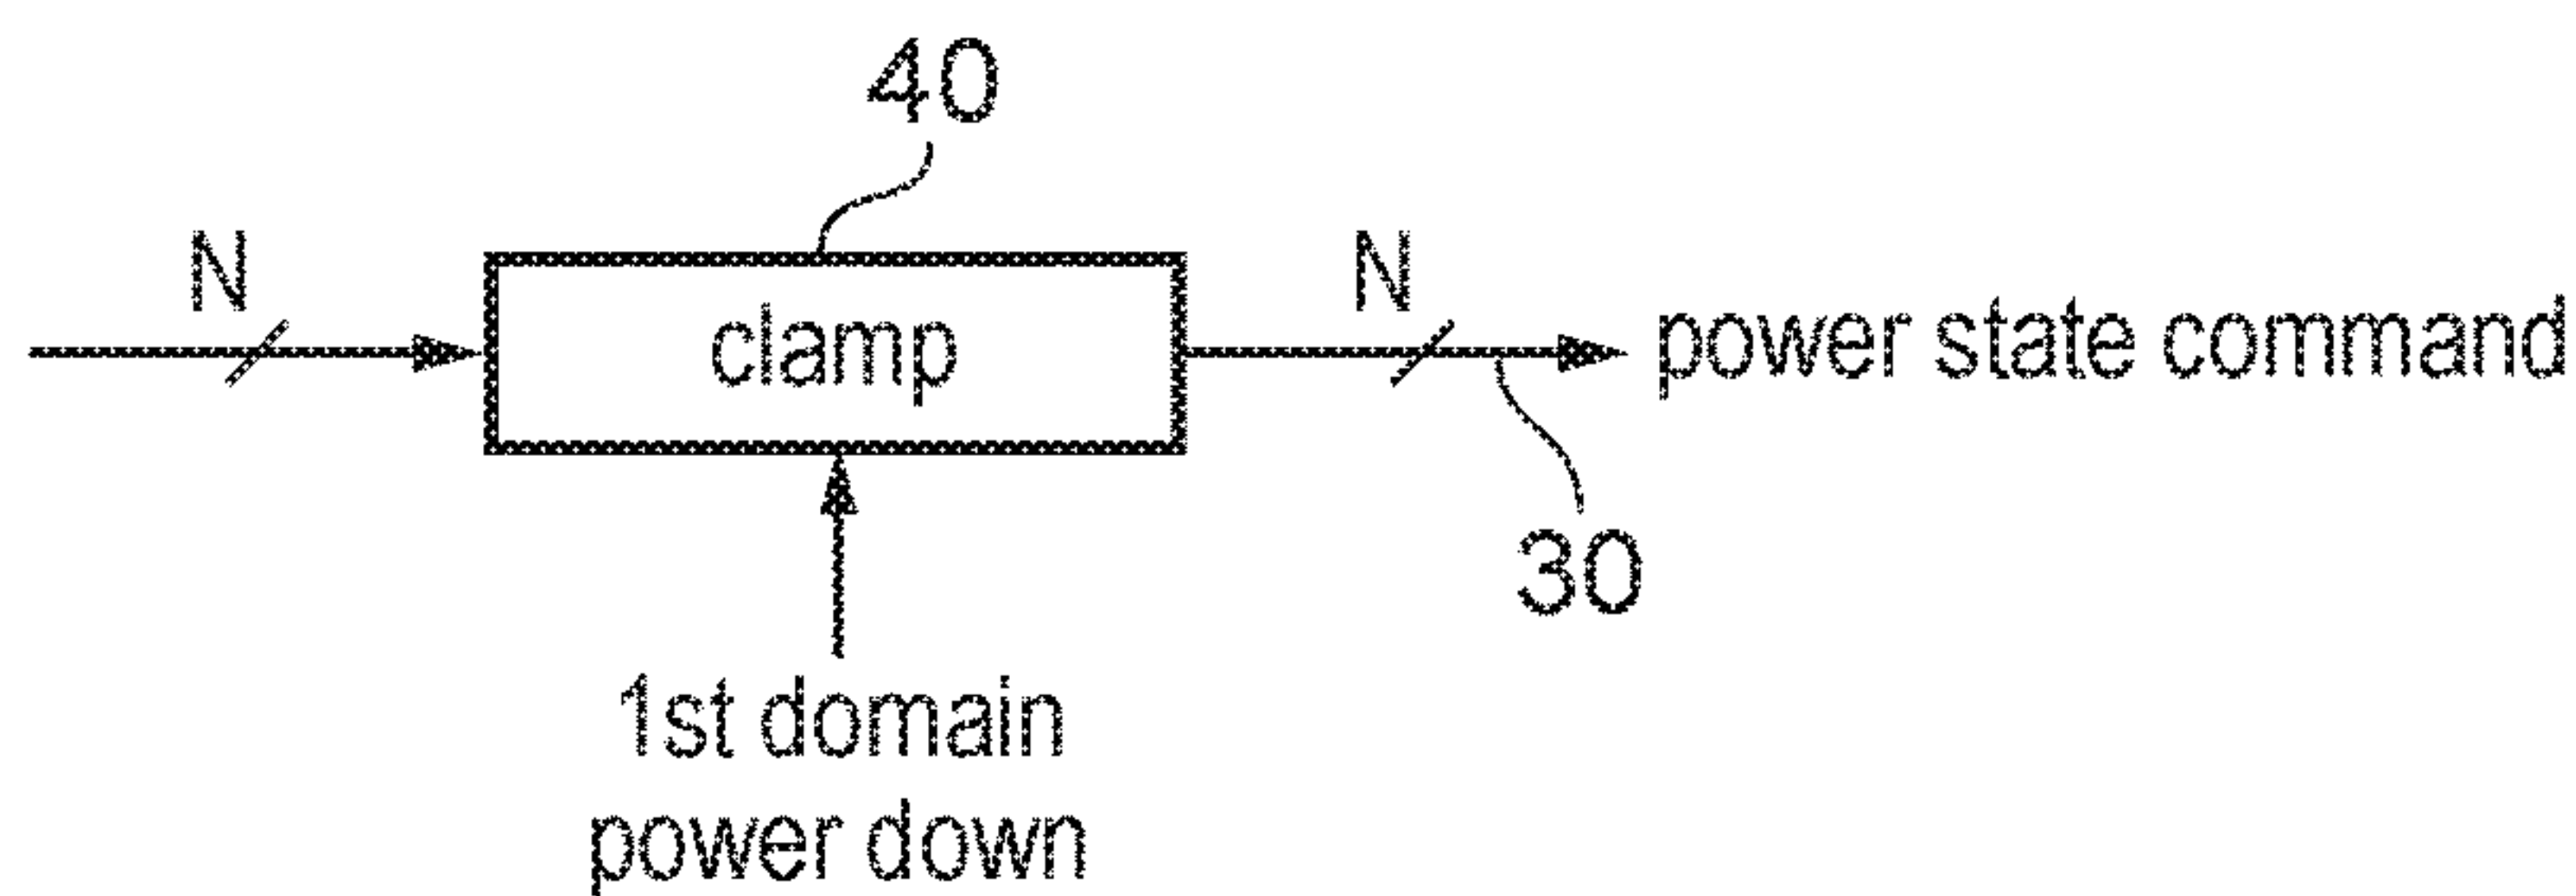 40
N
clamp
N
power state command
30
1st domain
power down